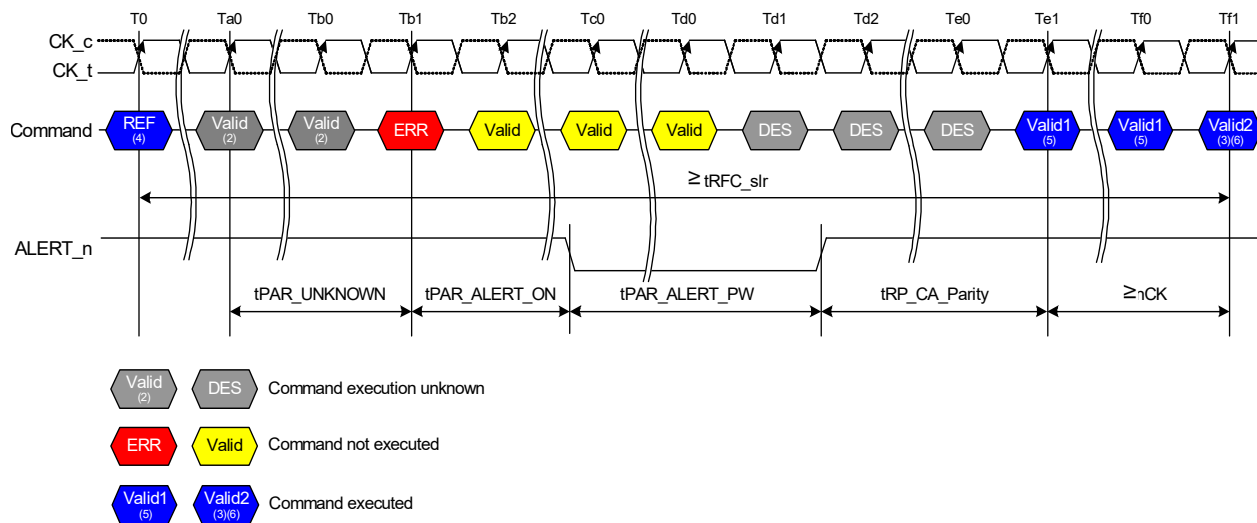 T0 Ta0 Tb0 Tb1 Tb2 Tc0 Td0 Td1 Td2 Te0 Te1 Tf0 Tf1
CK_c
CK_t
Command REF Valid Valid ERR Valid Valid Valid DES DES DES Valid1 Valid1 Valid2
(4) (2) (2) (5) (5) (3)(6)
≥ tRFC_slr
ALERT_n
tPAR_UNKNOWN tPAR_ALERT_ON tPAR_ALERT_PW tRP_CA_Parity ≥nCK
Valid DES Command execution unknown
(2)
ERR Valid Command not executed
Valid1 Valid2 Command executed
(5) (3)(6)